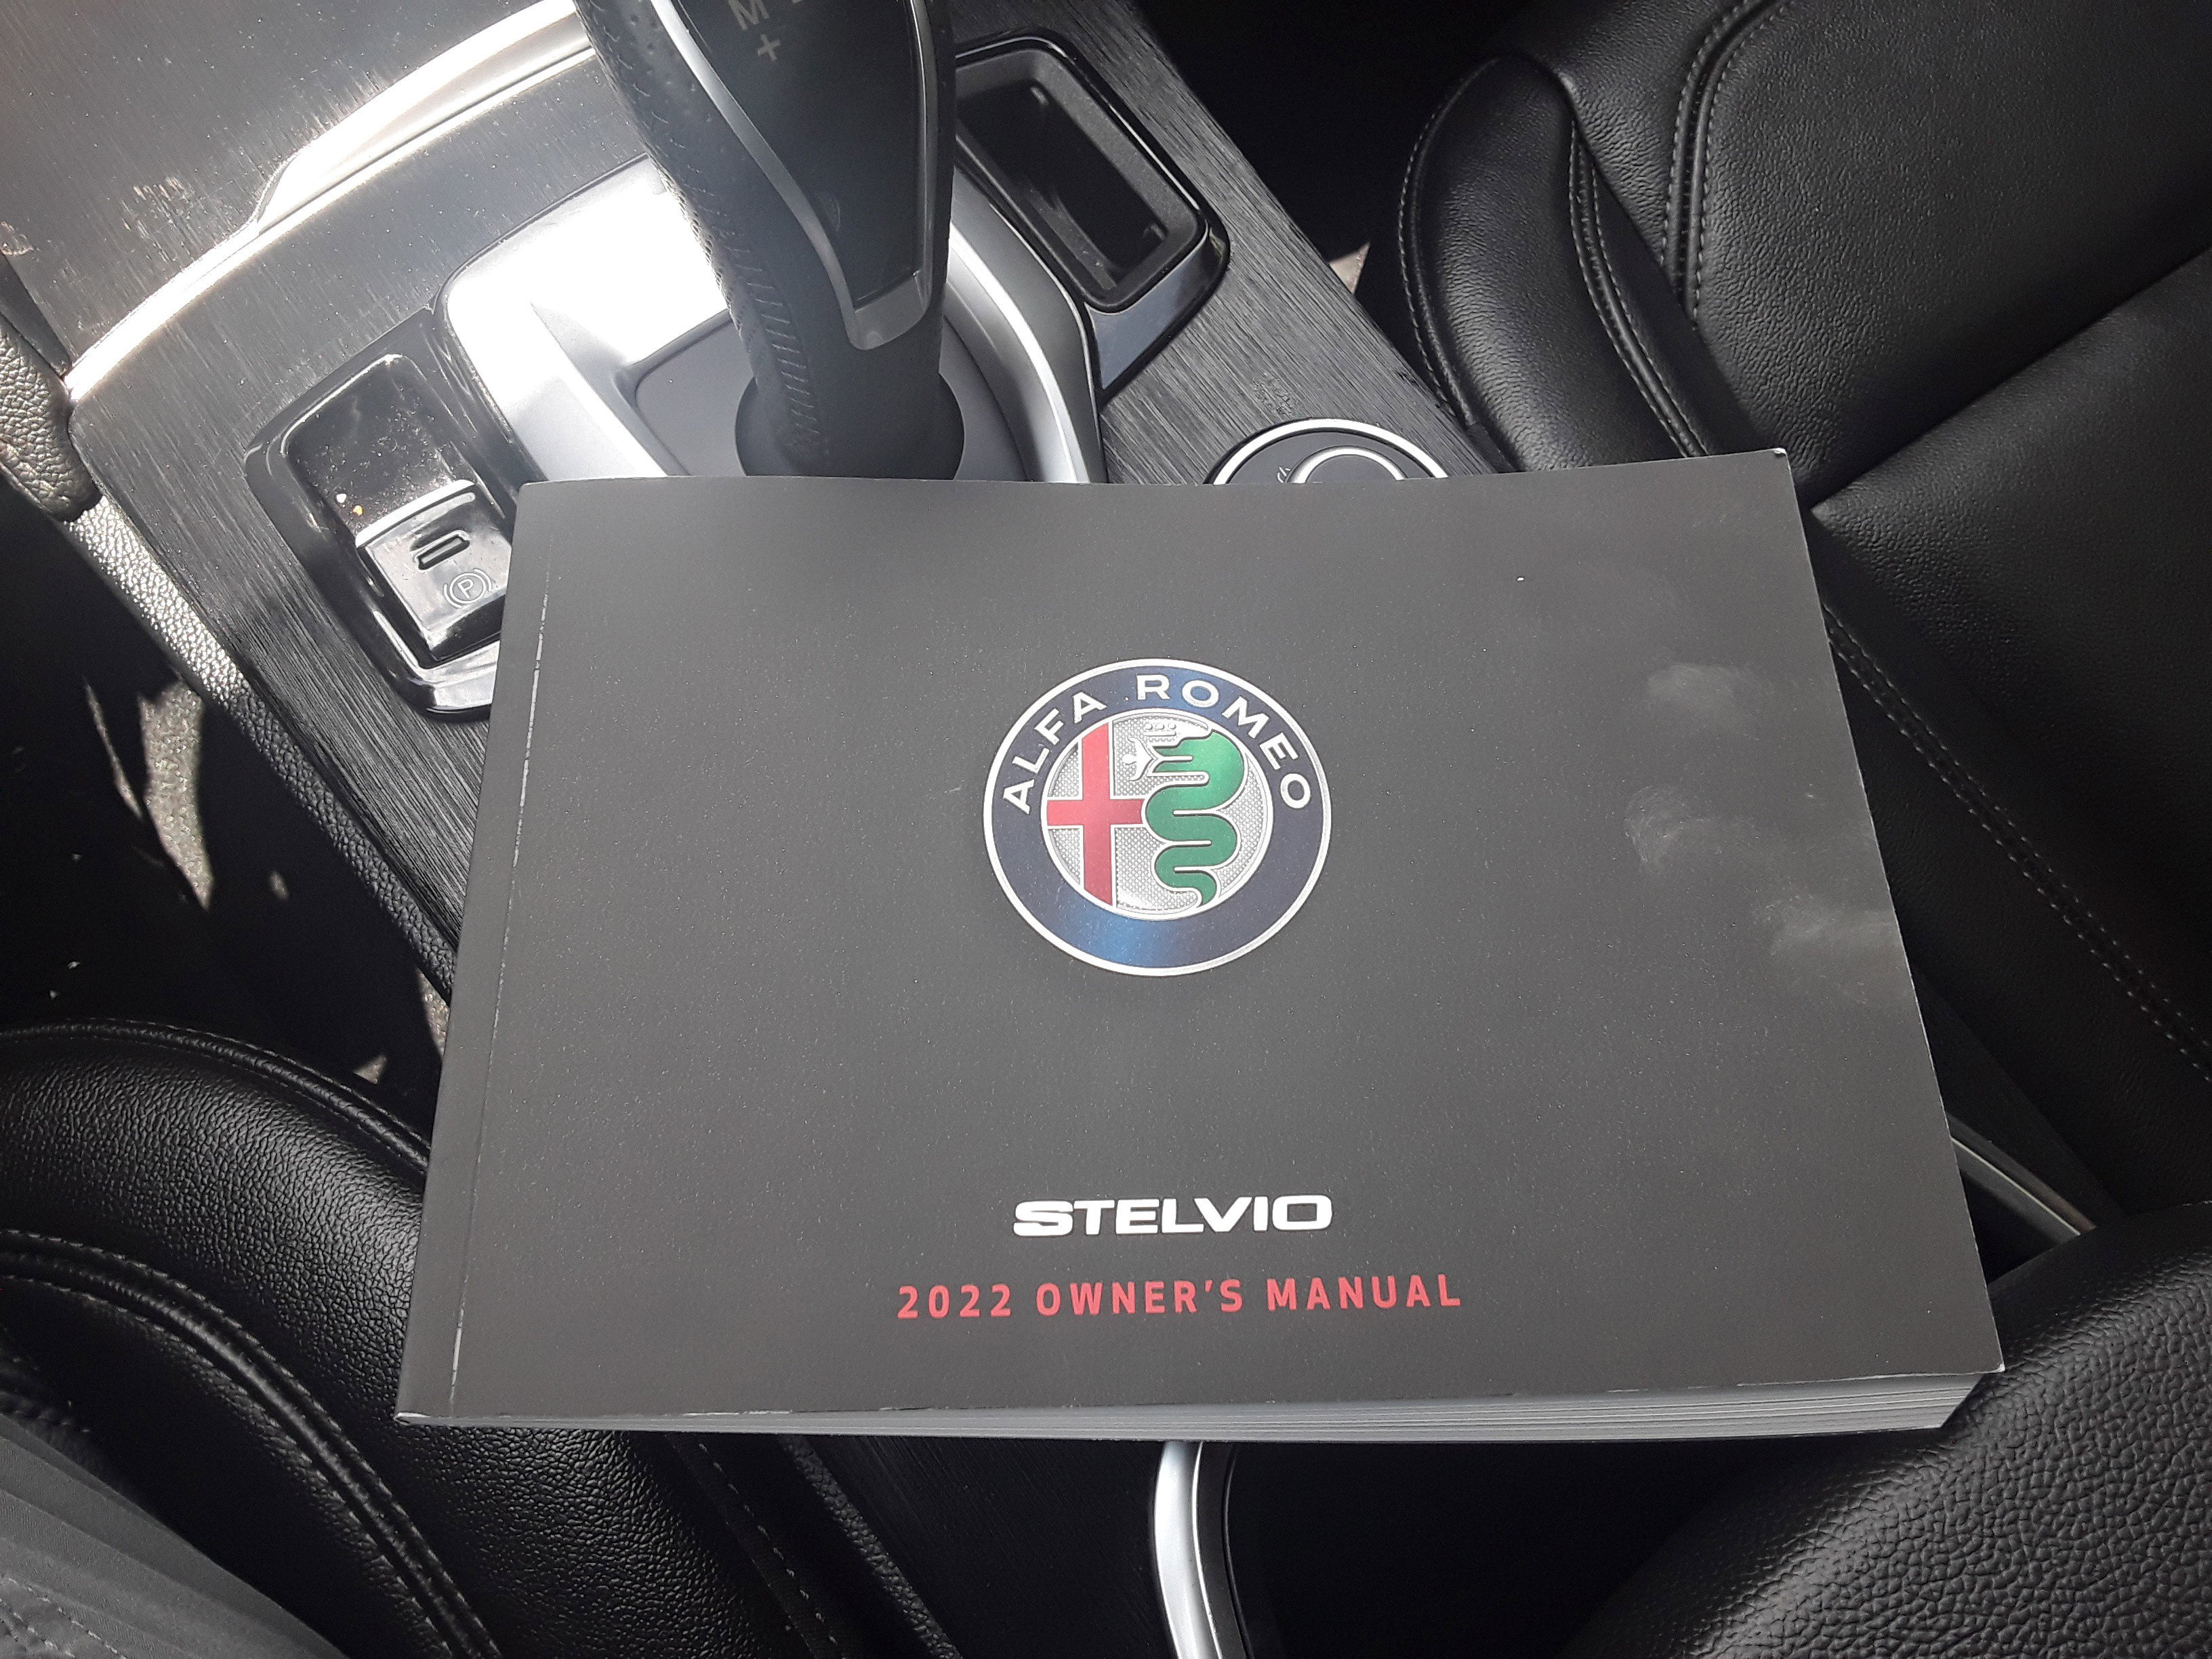 M
+
P
ALFA ROMEO
STELVIO
2022 OWNER'S MANUAL